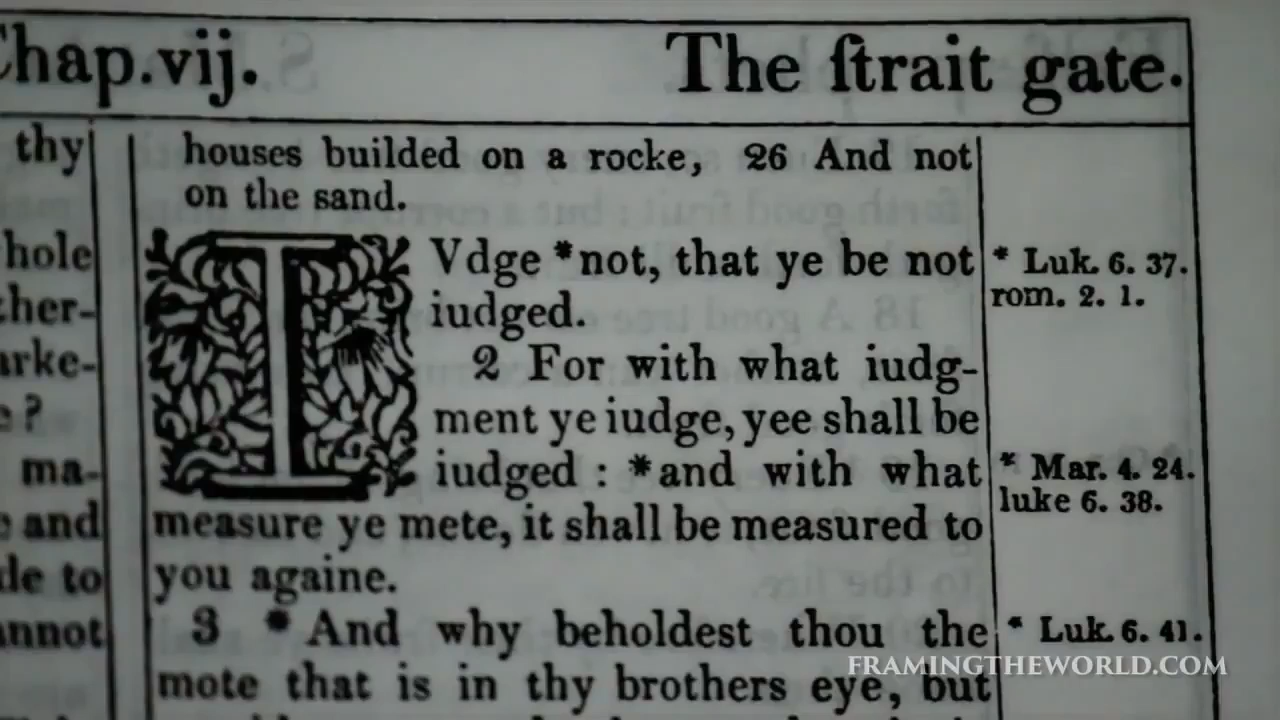 Chap.vij.
The ſtrait gate.
thy
hole
ther-
arke-
e?
ma-
e and
de to
annot
houses builded on a rocke, 26 And not
on the sand.
IVdge *not, that ye be not
iudged.
2 For with what iudg-
ment ye iudge, yee shall be
iudged : *and with what
measure ye mete, it shall be measured to
you againe.
3 * And why beholdest thou the
mote that is in thy brothers eye, but
* Luk. 6. 37.
rom. 2. 1.
* Mar. 4. 24.
luke 6. 38.
* Luk. 6. 41.
FRAMINGTHEWORLD.COM